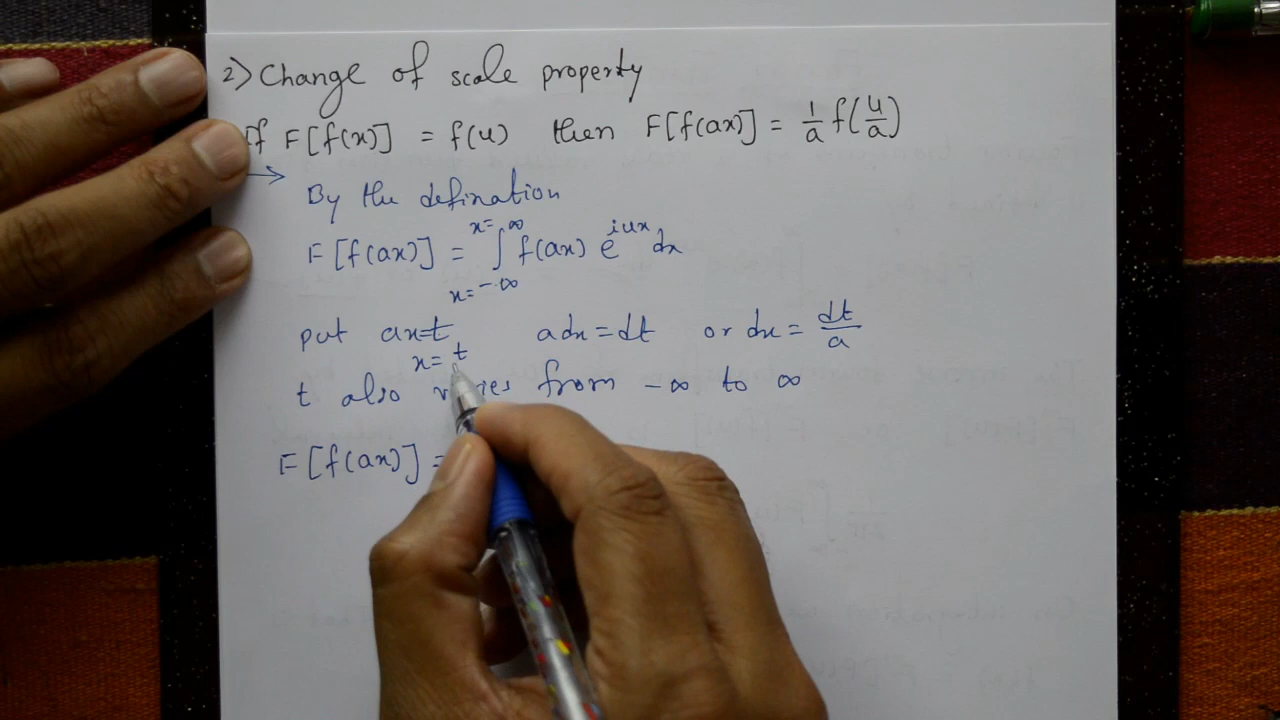 2) Change of scale property
If F[f(x)] = f(u) then F[f(ax)] = 1/a f(u/a)
→ By the defination
F[f(ax)] = ∫_{x=-∞}^{x=∞} f(ax) e^{iux} dx
put ax=t adx = dt or dx = dt/a
x= t
t also varies from -∞ to ∞
F[f(ax)] =